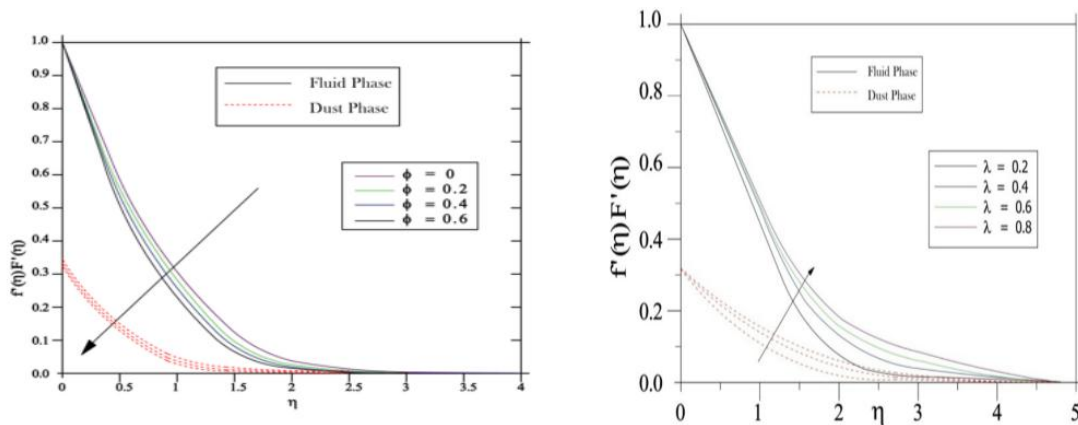 1.0
0.9
0.8
0.7
0.6
0.5
0.4
0.3
0.2
0.1
0.0
f'(η)F'(η)
Fluid Phase
Dust Phase
ϕ = 0
ϕ = 0.2
ϕ = 0.4
ϕ = 0.6
0 0.5 1 1.5 2 2.5 3 3.5 4
η
1.0
0.8
0.6
0.4
0.2
0.0
f'(η)F'(η)
Fluid Phase
Dust Phase
λ = 0.2
λ = 0.4
λ = 0.6
λ = 0.8
0 1 2 η 3 4 5